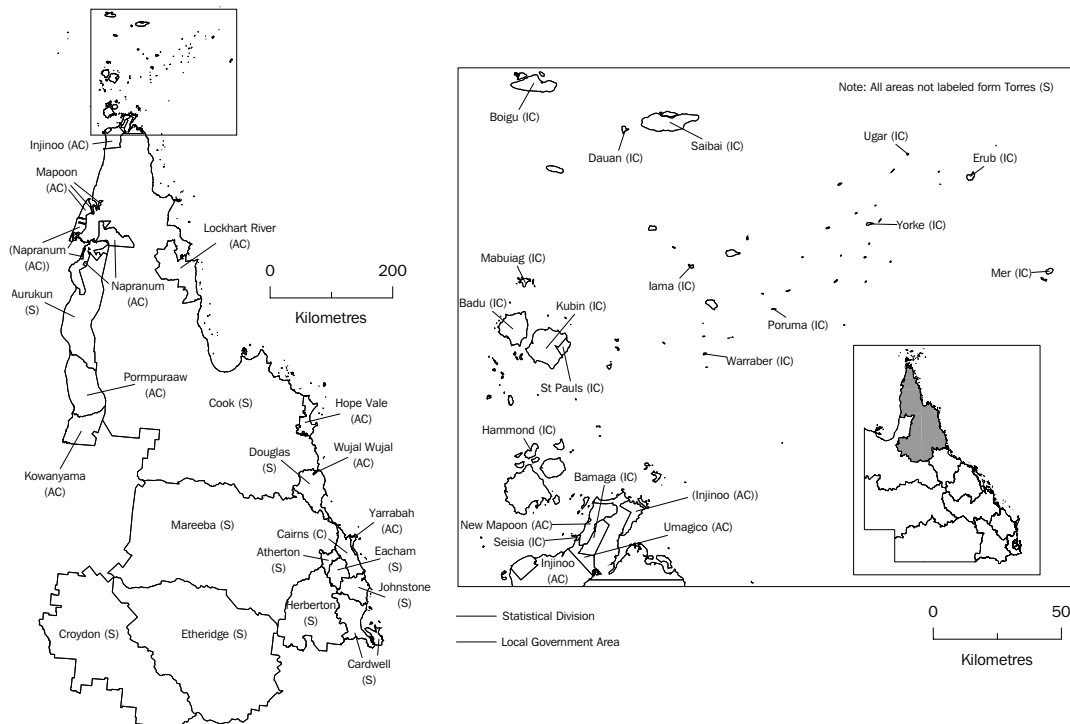 Injinoo (AC)
Mapoon
(AC)
(Napranum
(AC))
Napranum
(AC)
Aurukun
(S)
Lockhart River
(AC)
0
200
Kilometres
Pormpuraaw
(AC)
Cook (S)
Hope Vale
(AC)
Kowanyama
(AC)
Douglas
(S)
Wujal Wujal
(AC)
Mareeba (S)
Yarrabah
(AC)
Cairns (C)
Atherton
(S)
Eacham
(S)
Johnstone
(S)
Herberton
(S)
Croydon (S)
Etheridge (S)
Cardwell
(S)
Note: All areas not labeled form Torres (S)
Boigu (IC)
Dauan (IC)
Saibai (IC)
Ugar (IC)
Erub (IC)
Yorke (IC)
Mabuiag (IC)
Iama (IC)
Mer (IC)
Badu (IC)
Kubin (IC)
Poruma (IC)
Warraber (IC)
St Pauls (IC)
Hammond (IC)
Bamaga (IC)
(Injinoo (AC))
New Mapoon (AC)
Umagico (AC)
Seisia (IC)
Injinoo
(AC)
Statistical Division
Local Government Area
0
50
Kilometres